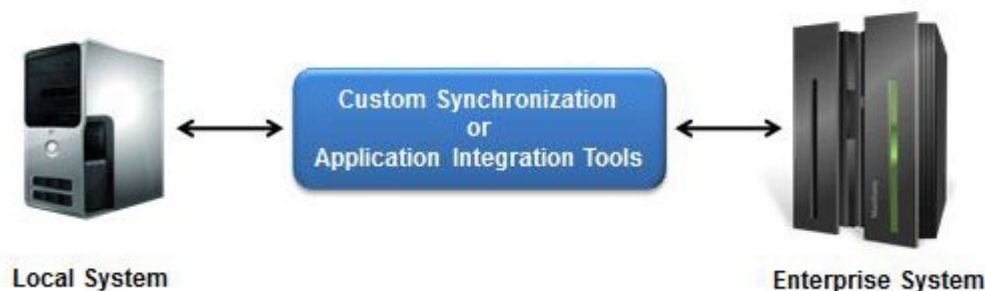 Custom Synchronization
or
Application Integration Tools
Local System
Enterprise System